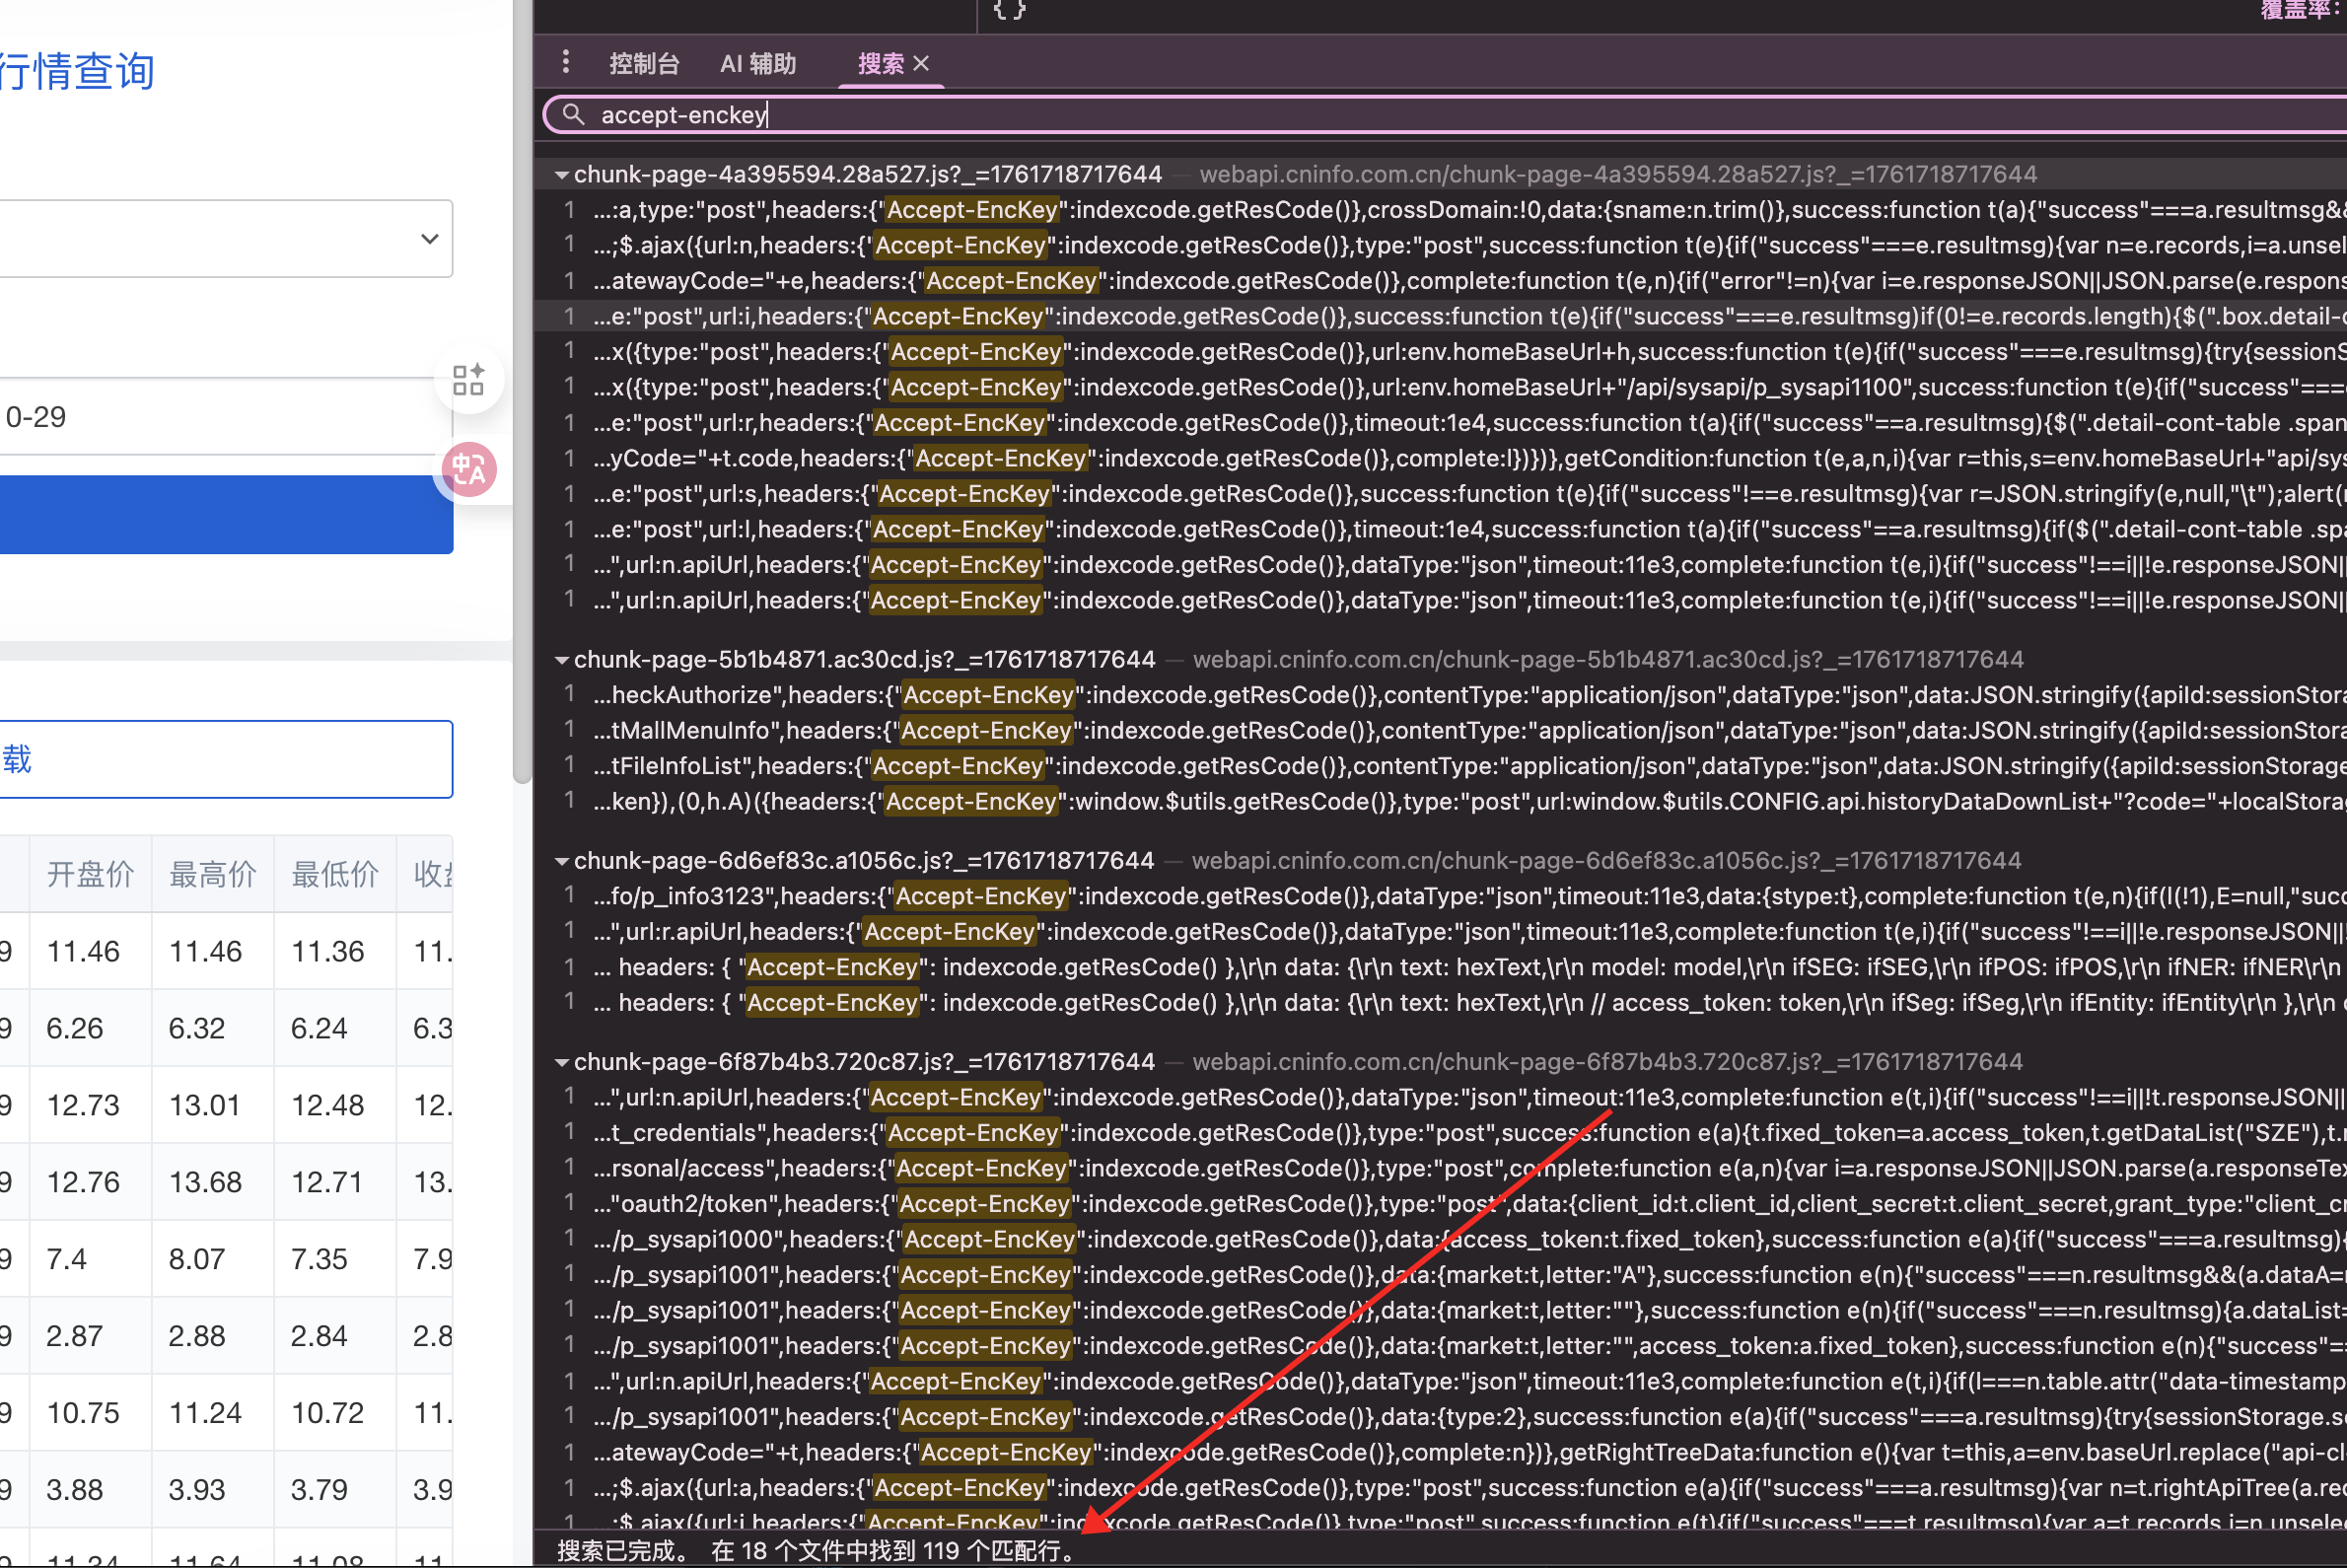 行情查询
0-29
载
开盘价 最高价 最低价 收
9 11.46 11.46 11.36 11.
9 6.26 6.32 6.24 6.3
9 12.73 13.01 12.48 12.
9 12.76 13.68 12.71 13.
9 7.4 8.07 7.35 7.9
9 2.87 2.88 2.84 2.8
9 10.75 11.24 10.72 11.
9 3.88 3.93 3.79 3.9
{ }
覆盖率:
控制台 AI 辅助 搜索 ×
accept-enckey
chunk-page-4a395594.28a527.js?_=1761718717644 — webapi.cninfo.com.cn/chunk-page-4a395594.28a527.js?_=1761718717644
1 ...:a,type:"post",headers:{"Accept-EncKey":indexcode.getResCode()},crossDomain:!0,data:{sname:n.trim()},success:function t(a){"success"===a.resultmsg&&
1 ...;$.ajax({url:n,headers:{"Accept-EncKey":indexcode.getResCode()},type:"post",success:function t(e){if("success"===e.resultmsg){var n=e.records,i=a.unsel
1 ...atewayCode="+e,headers:{"Accept-EncKey":indexcode.getResCode()},complete:function t(e,n){if("error"!=n){var i=e.responseJSON||JSON.parse(e.respons
1 ...e:"post",url:i,headers:{"Accept-EncKey":indexcode.getResCode()},success:function t(e){if("success"===e.resultmsg)if(0!=e.records.length){$(".box.detail-c
1 ...x({type:"post",headers:{"Accept-EncKey":indexcode.getResCode()},url:env.homeBaseUrl+h,success:function t(e){if("success"===e.resultmsg){try{sessionS
1 ...x({type:"post",headers:{"Accept-EncKey":indexcode.getResCode()},url:env.homeBaseUrl+"/api/sysapi/p_sysapi1100",success:function t(e){if("success"===
1 ...e:"post",url:r,headers:{"Accept-EncKey":indexcode.getResCode()},timeout:1e4,success:function t(a){if("success"==a.resultmsg){$(".detail-cont-table .span
1 ...yCode="+t.code,headers:{"Accept-EncKey":indexcode.getResCode()},complete:l})})},getCondition:function t(e,a,n,i){var r=this,s=env.homeBaseUrl+"api/sys
1 ...e:"post",url:s,headers:{"Accept-EncKey":indexcode.getResCode()},success:function t(e){if("success"!==e.resultmsg){var r=JSON.stringify(e,null,"\t");alert(r
1 ...e:"post",url:l,headers:{"Accept-EncKey":indexcode.getResCode()},timeout:1e4,success:function t(a){if("success"==a.resultmsg){if($(".detail-cont-table .spa
1 ...",url:n.apiUrl,headers:{"Accept-EncKey":indexcode.getResCode()},dataType:"json",timeout:11e3,complete:function t(e,i){if("success"!==i||!e.responseJSON||
1 ...",url:n.apiUrl,headers:{"Accept-EncKey":indexcode.getResCode()},dataType:"json",timeout:11e3,complete:function t(e,i){if("success"!==i||!e.responseJSON||
chunk-page-5b1b4871.ac30cd.js?_=1761718717644 — webapi.cninfo.com.cn/chunk-page-5b1b4871.ac30cd.js?_=1761718717644
1 ...heckAuthorize",headers:{"Accept-EncKey":indexcode.getResCode()},contentType:"application/json",dataType:"json",data:JSON.stringify({apiId:sessionStora
1 ...tMallMenuInfo",headers:{"Accept-EncKey":indexcode.getResCode()},contentType:"application/json",dataType:"json",data:JSON.stringify({apiId:sessionStora
1 ...tFileInfoList",headers:{"Accept-EncKey":indexcode.getResCode()},contentType:"application/json",dataType:"json",data:JSON.stringify({apiId:sessionStorage
1 ...ken}),(0,h.A)({headers:{"Accept-EncKey":window.$utils.getResCode()},type:"post",url:window.$utils.CONFIG.api.historyDataDownList+"?code="+localStora
chunk-page-6d6ef83c.a1056c.js?_=1761718717644 — webapi.cninfo.com.cn/chunk-page-6d6ef83c.a1056c.js?_=1761718717644
1 ...fo/p_info3123",headers:{"Accept-EncKey":indexcode.getResCode()},dataType:"json",timeout:11e3,data:{stype:t},complete:function t(e,n){if(l(!1),E=null,"succ
1 ...",url:r.apiUrl,headers:{"Accept-EncKey":indexcode.getResCode()},dataType:"json",timeout:11e3,complete:function t(e,i){if("success"!==i||!e.responseJSON||
1 ... headers: { "Accept-EncKey": indexcode.getResCode() },\r\n data: {\r\n text: hexText,\r\n model: model,\r\n ifSEG: ifSEG,\r\n ifPOS: ifPOS,\r\n ifNER: ifNER\r\n
1 ... headers: { "Accept-EncKey": indexcode.getResCode() },\r\n data: {\r\n text: hexText,\r\n // access_token: token,\r\n ifSeg: ifSeg,\r\n ifEntity: ifEntity\r\n },\r\n
chunk-page-6f87b4b3.720c87.js?_=1761718717644 — webapi.cninfo.com.cn/chunk-page-6f87b4b3.720c87.js?_=1761718717644
1 ...",url:n.apiUrl,headers:{"Accept-EncKey":indexcode.getResCode()},dataType:"json",timeout:11e3,complete:function e(t,i){if("success"!==i||!t.responseJSON||
1 ...t_credentials",headers:{"Accept-EncKey":indexcode.getResCode()},type:"post",success:function e(a){t.fixed_token=a.access_token,t.getDataList("SZE"),t.
1 ...rsonal/access",headers:{"Accept-EncKey":indexcode.getResCode()},type:"post",complete:function e(a,n){var i=a.responseJSON||JSON.parse(a.responseTex
1 ..."oauth2/token",headers:{"Accept-EncKey":indexcode.getResCode()},type:"post",data:{client_id:t.client_id,client_secret:t.client_secret,grant_type:"client_cr
1 .../p_sysapi1000",headers:{"Accept-EncKey":indexcode.getResCode()},data:{access_token:t.fixed_token},success:function e(a){if("success"===a.resultmsg){
1 .../p_sysapi1001",headers:{"Accept-EncKey":indexcode.getResCode()},data:{market:t,letter:"A"},success:function e(n){"success"===n.resultmsg&&(a.dataA=
1 .../p_sysapi1001",headers:{"Accept-EncKey":indexcode.getResCode()},data:{market:t,letter:""},success:function e(n){if("success"===n.resultmsg){a.dataList=
1 .../p_sysapi1001",headers:{"Accept-EncKey":indexcode.getResCode()},data:{market:t,letter:"",access_token:a.fixed_token},success:function e(n){"success"==
1 ...",url:n.apiUrl,headers:{"Accept-EncKey":indexcode.getResCode()},dataType:"json",timeout:11e3,complete:function e(t,i){if(l===n.table.attr("data-timestamp
1 .../p_sysapi1001",headers:{"Accept-EncKey":indexcode.getResCode()},data:{type:2},success:function e(a){if("success"===a.resultmsg){try{sessionStorage.s
1 ...atewayCode="+t,headers:{"Accept-EncKey":indexcode.getResCode()},complete:n})},getRightTreeData:function e(){var t=this,a=env.baseUrl.replace("api-cl
1 ...;$.ajax({url:a,headers:{"Accept-EncKey":indexcode.getResCode()},type:"post",success:function e(a){if("success"===a.resultmsg){var n=t.rightApiTree(a.rec
1 ...;$.ajax({url:i,headers:{"Accept-EncKey":indexcode.getResCode()},type:"post",success:function e(t){if("success"===t.resultmsg){var a=t.records,i=n.unsele
搜索已完成。 在 18 个文件中找到 119 个匹配行。